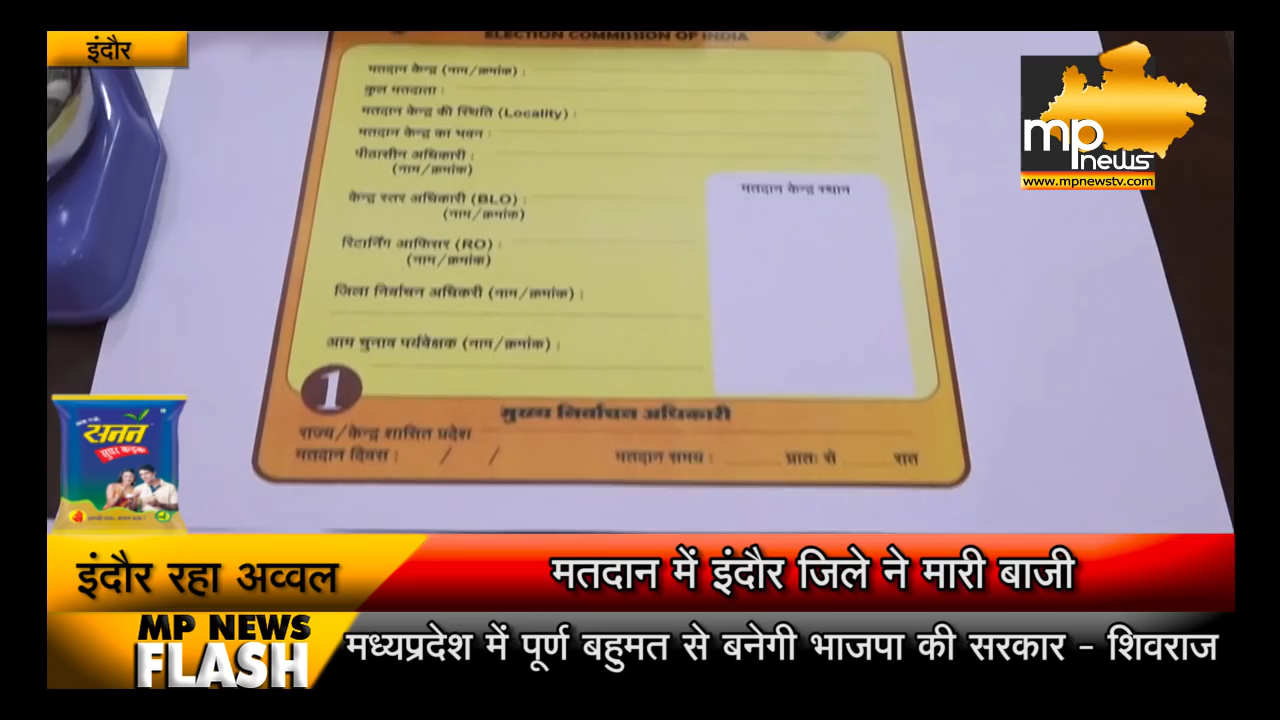 इंदौर
ELECTION COMMISSION OF INDIA
मतदान केन्द्र (नाम/क्रमांक) :
कुल मतदाता :
मतदान केन्द्र की स्थिति (Locality) :
मतदान केन्द्र का भवन :
पीठासीन अधिकारी :
(नाम/क्रमांक)
केन्द्र स्तर अधिकारी (BLO) :
(नाम/क्रमांक)
रिटार्निंग आफिसर (RO) :
(नाम/क्रमांक)
जिला निर्वाचन अधिकरी (नाम/क्रमांक) :
आम चुनाव पर्यवेक्षक (नाम/क्रमांक) :
मतदान केन्द्र स्थान
1
मुख्य निर्वाचन अधिकारी
राज्य/केन्द्र शासित प्रदेश
मतदान दिवस : / /
मतदान समय : ........ प्रातः से ........ रात
mp news
www.mpnewstv.com
सनन
सुपर कड़क
इंदौर रहा अव्वल
मतदान में इंदौर जिले ने मारी बाजी
MP NEWS
FLASH
मध्यप्रदेश में पूर्ण बहुमत से बनेगी भाजपा की सरकार - शिवराज